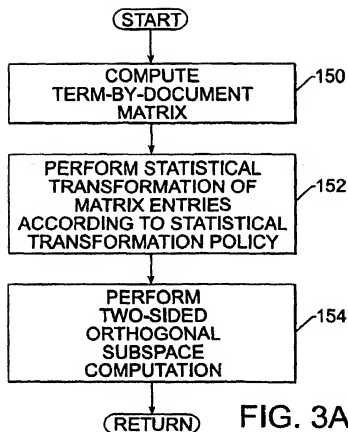 START
COMPUTE
TERM-BY-DOCUMENT
MATRIX
150
PERFORM STATISTICAL
TRANSFORMATION OF
MATRIX ENTRIES
ACCORDING TO STATISTICAL
TRANSFORMATION POLICY
152
PERFORM
TWO-SIDED
ORTHOGONAL
SUBSPACE
COMPUTATION
154
RETURN
FIG. 3A